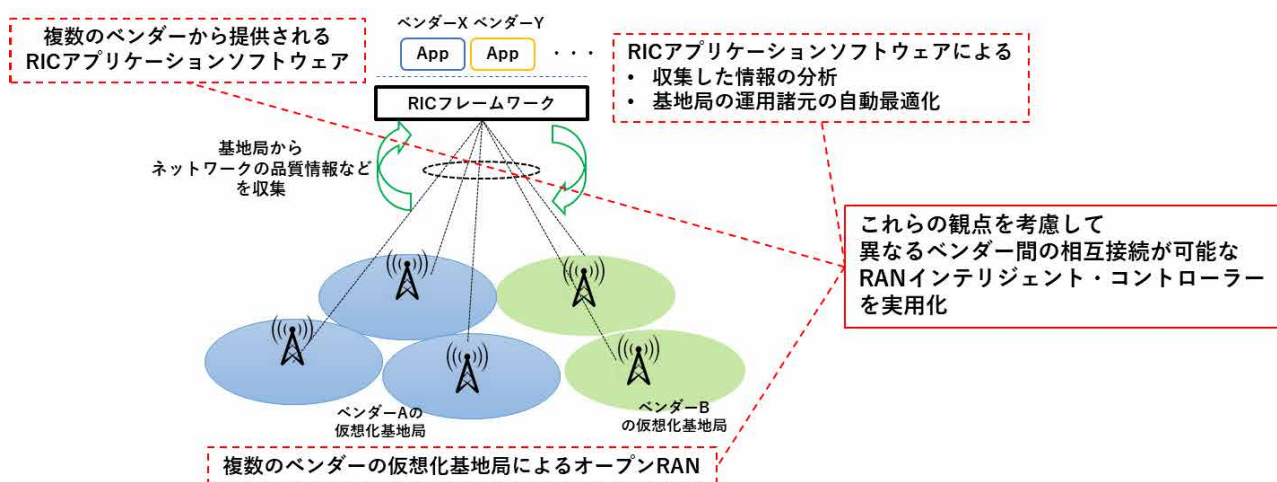 複数のベンダーから提供される
RICアプリケーションソフトウェア
ベンダーX ベンダーY
App App ・・・
RICフレームワーク
RICアプリケーションソフトウェアによる
• 収集した情報の分析
• 基地局の運用諸元の自動最適化
基地局から
ネットワークの品質情報など
を収集
これらの観点を考慮して
異なるベンダー間の相互接続が可能な
RANインテリジェント・コントローラー
を実用化
ベンダーAの
仮想化基地局
ベンダーB
の仮想化基地局
複数のベンダーの仮想化基地局によるオープンRAN